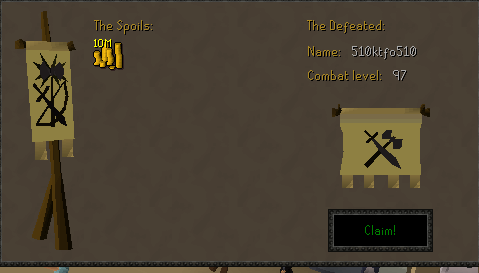 The Spoils:
10M
The Defeated:
Name: 510ktfo510
Combat level: 97
Claim!